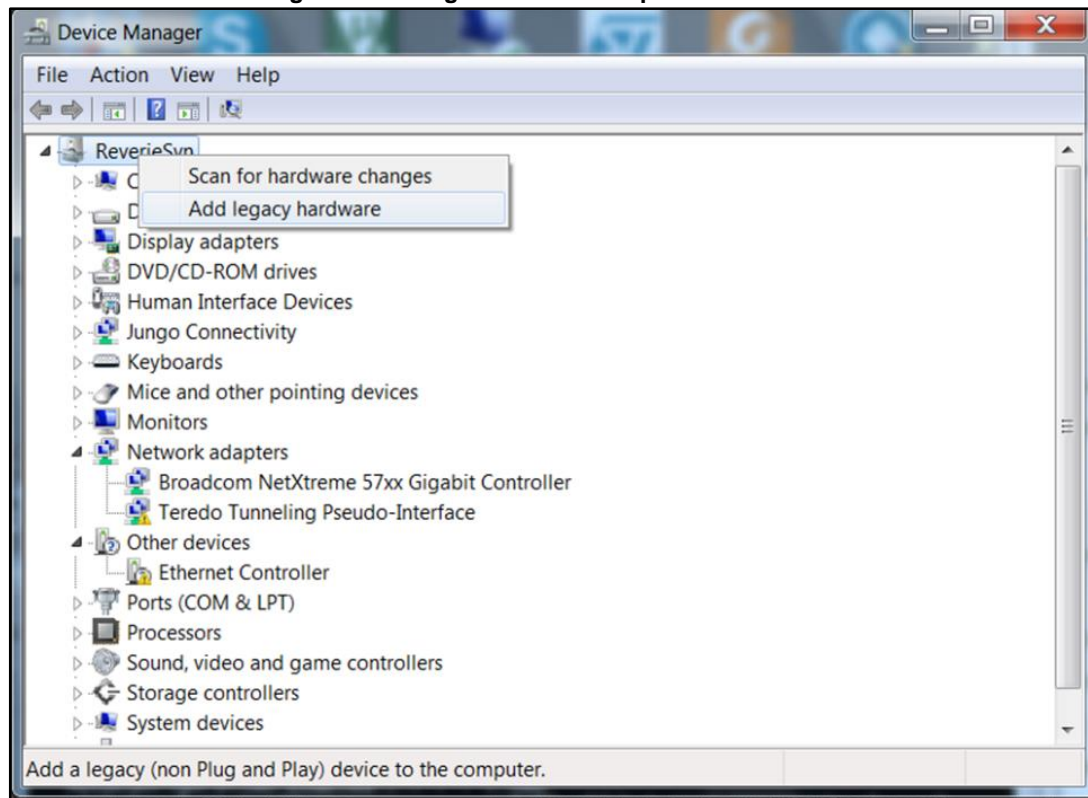 Device Manager
File Action View Help
ReverieSyn
Scan for hardware changes
C
Add legacy hardware
D
Display adapters
DVD/CD-ROM drives
Human Interface Devices
Jungo Connectivity
Keyboards
Mice and other pointing devices
Monitors
Network adapters
Broadcom NetXtreme 57xx Gigabit Controller
Teredo Tunneling Pseudo-Interface
Other devices
Ethernet Controller
Ports (COM & LPT)
Processors
Sound, video and game controllers
Storage controllers
System devices
Add a legacy (non Plug and Play) device to the computer.